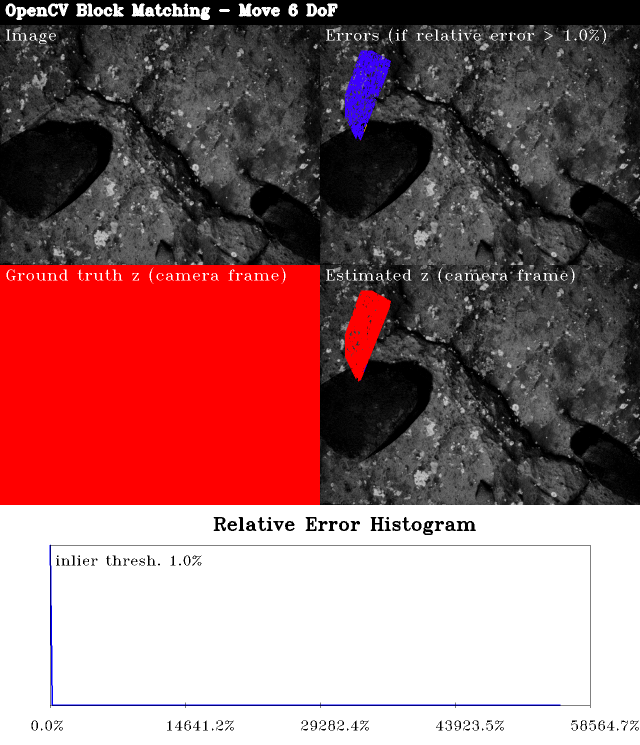 OpenCV Block Matching - Move 6 DoF
Image
Errors (if relative error > 1.0%)
Ground truth z (camera frame)
Estimated z (camera frame)
Relative Error Histogram
inlier thresh. 1.0%
0.0% 14641.2% 29282.4% 43923.5% 58564.7%